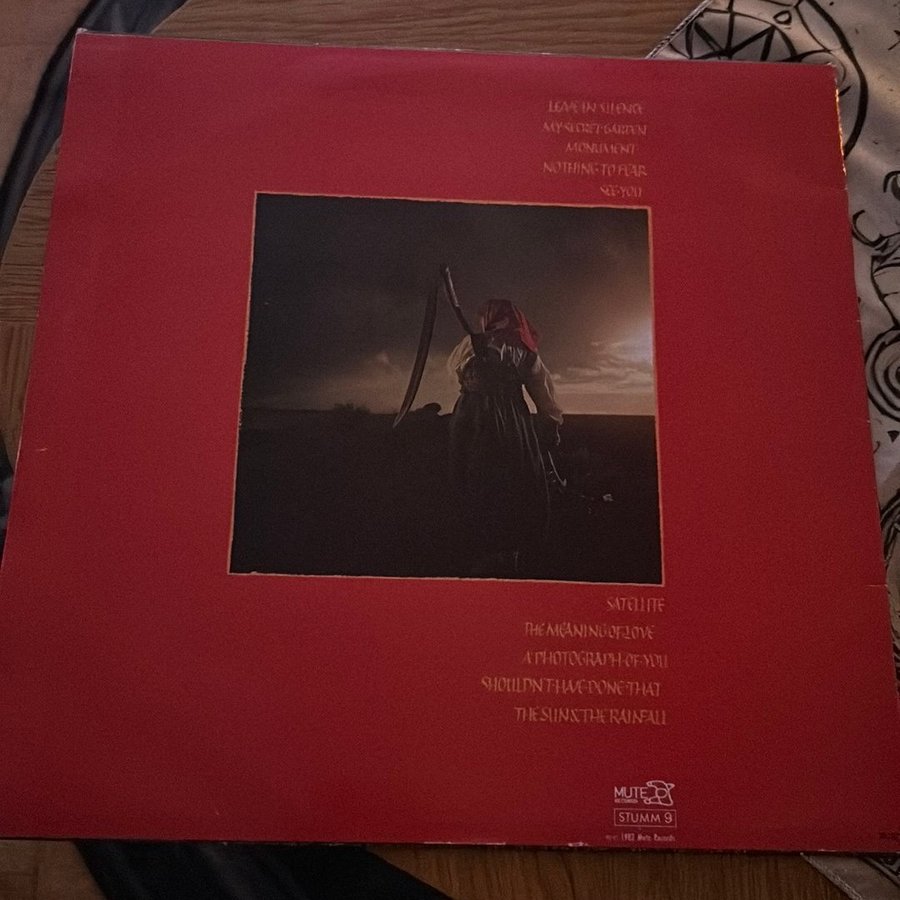 LEAVE IN SILENCE
MY SECRET GARDEN
MONUMENT
NOTHING TO FEAR
SEE YOU
SATELLITE
THE MEANING OF LOVE
A PHOTOGRAPH OF YOU
SHOULDN'T HAVE DONE THAT
THE SUN & THE RAINFALL
MUTE
RECORDS
STUMM 9
1982 Mute Records